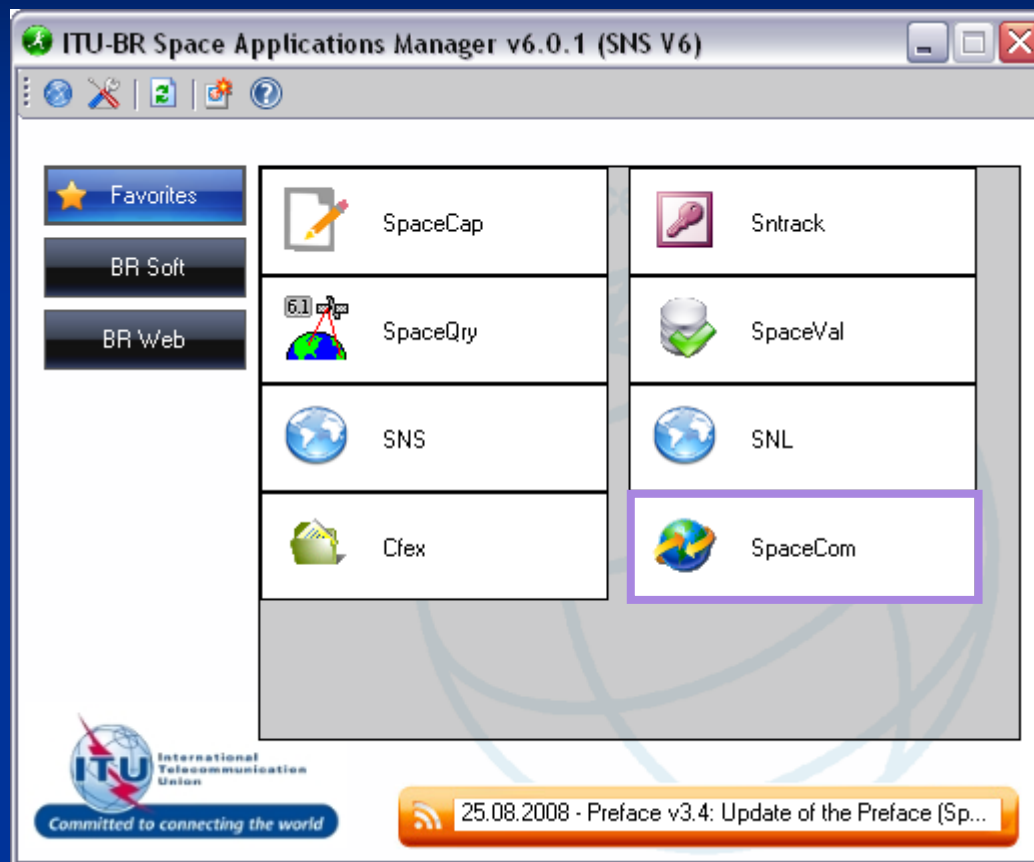 ITU-BR Space Applications Manager v6.0.1 (SNS V6)
Favorites
BR Soft
BR Web
SpaceCap
Sntrack
6.1
SpaceQry
SpaceVal
SNS
SNL
Cfex
SpaceCom
ITU
International
Telecommunication
Union
Committed to connecting the world
25.08.2008 - Preface v3.4: Update of the Preface (Sp...